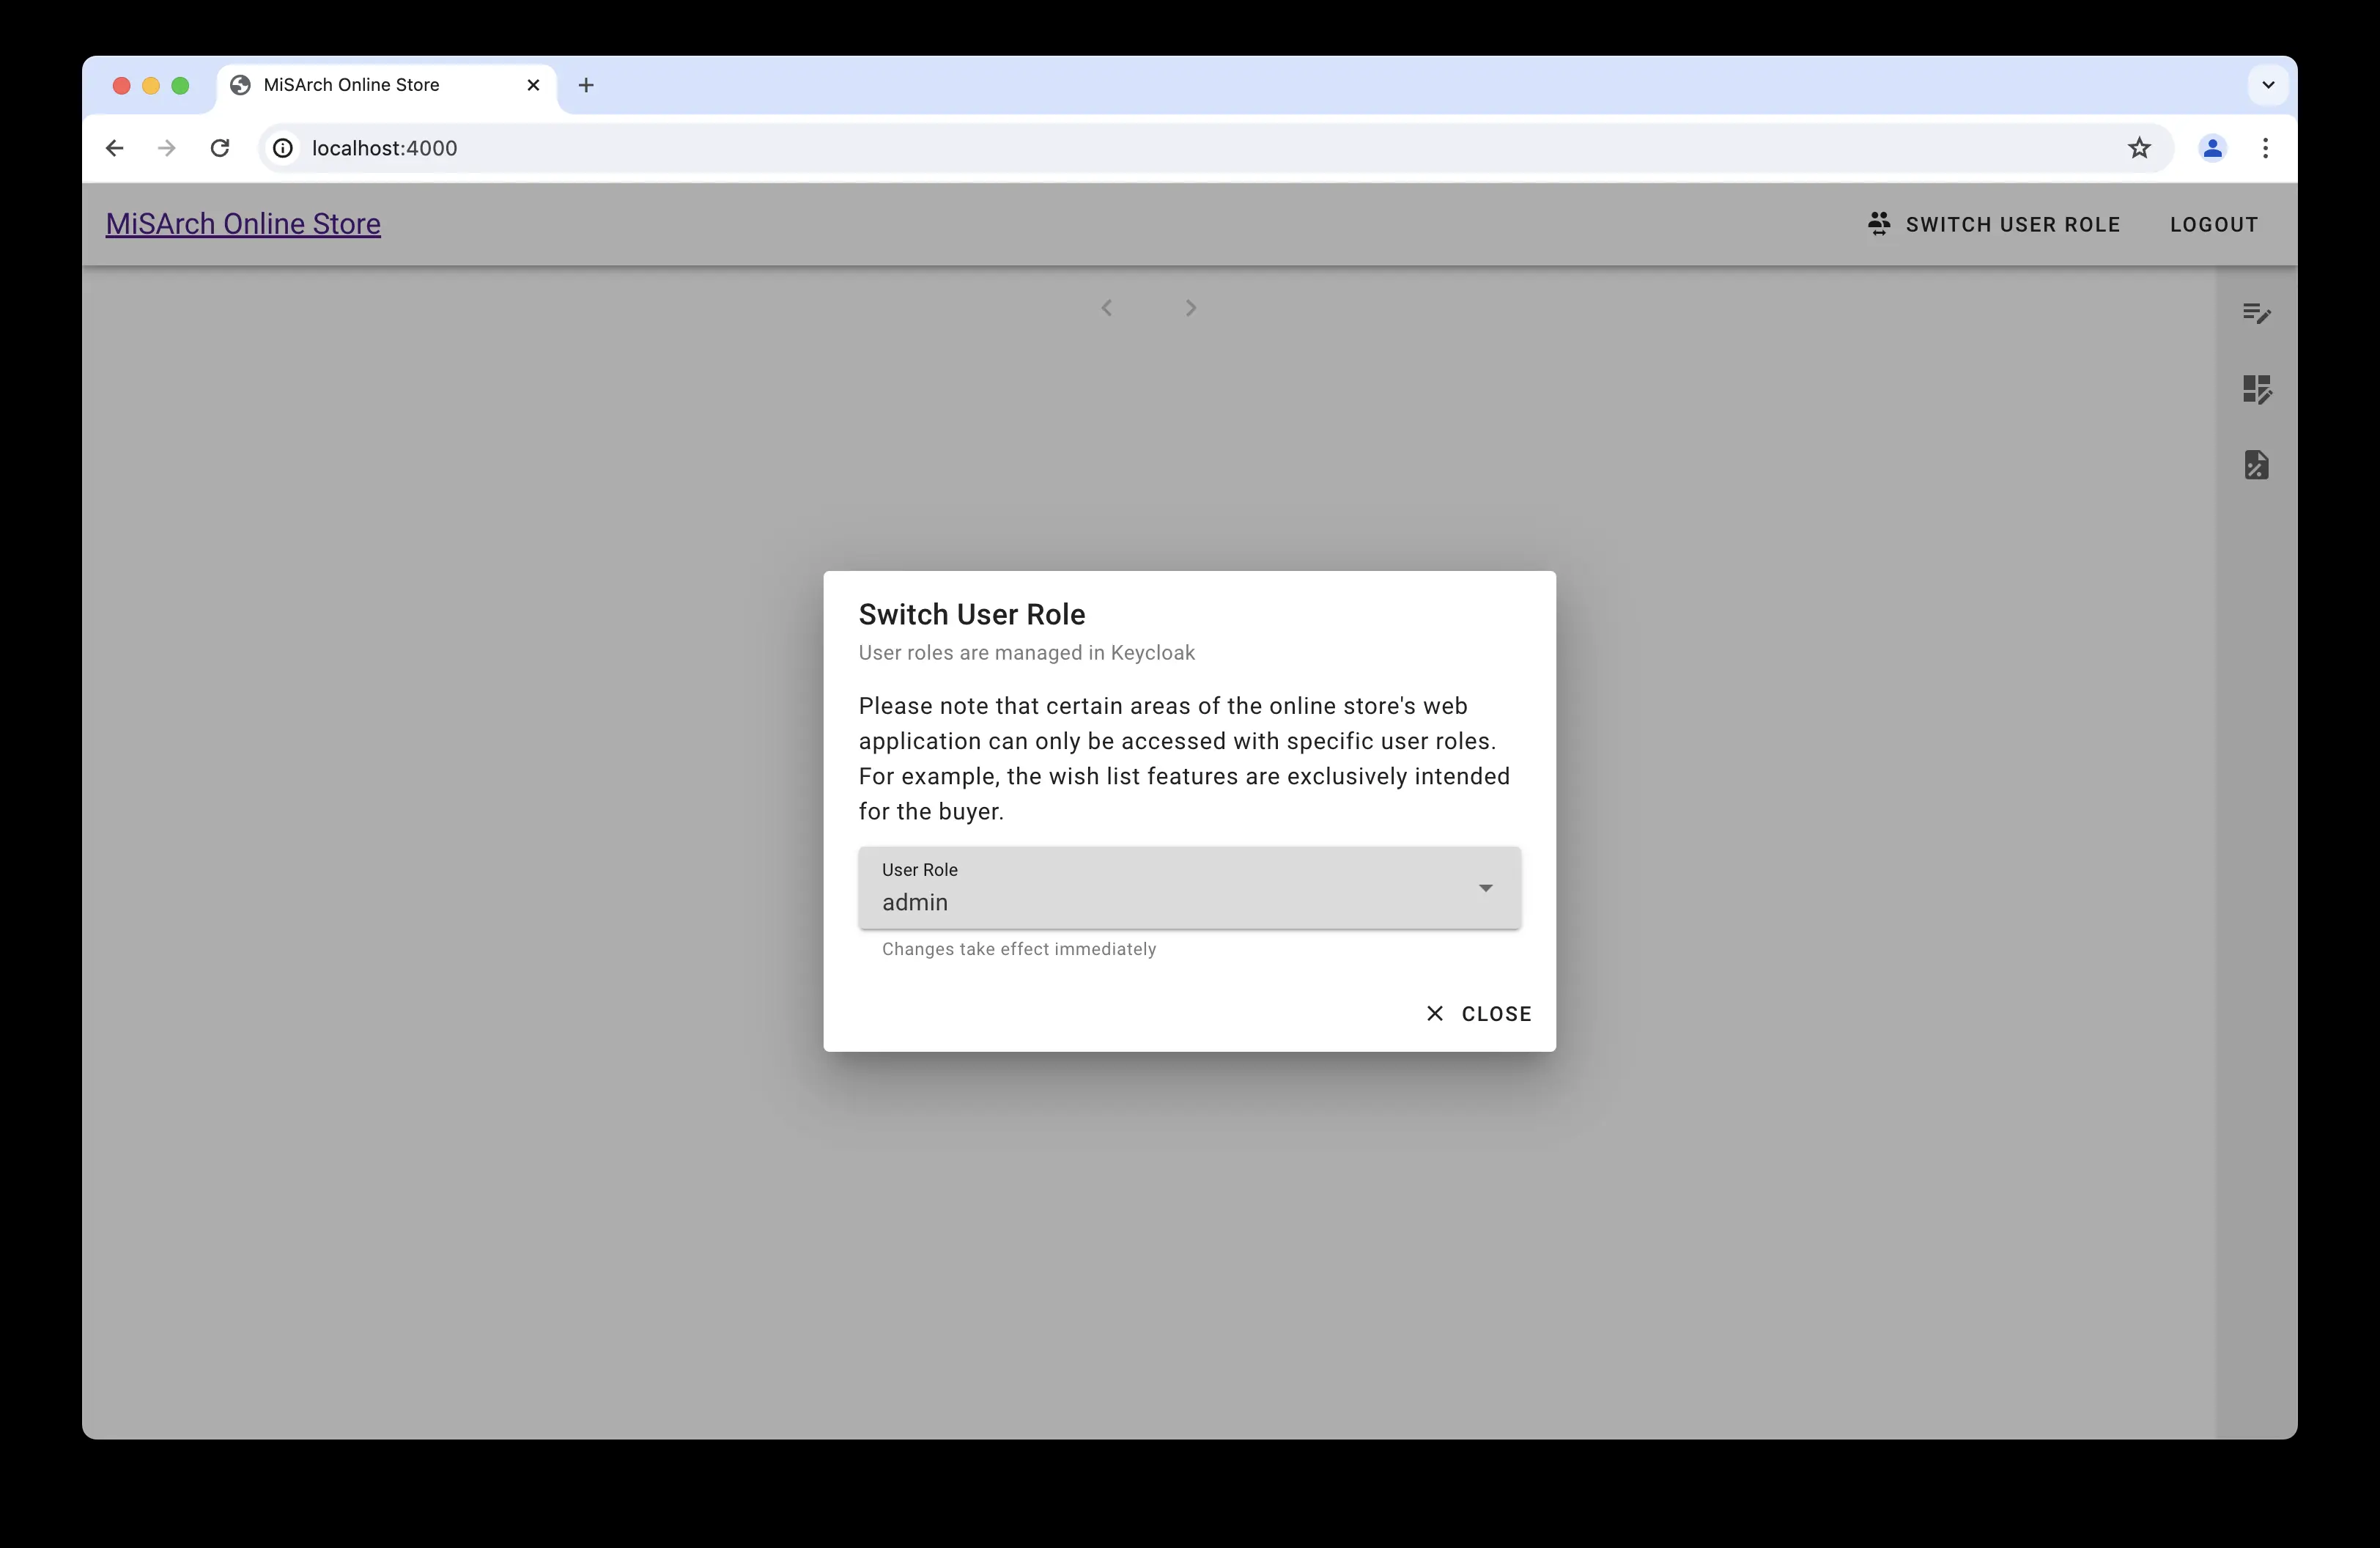 MiSArch Online Store
localhost:4000
MiSArch Online Store
SWITCH USER ROLE
LOGOUT
Switch User Role
User roles are managed in Keycloak
Please note that certain areas of the online store's web
application can only be accessed with specific user roles.
For example, the wish list features are exclusively intended
for the buyer.
User Role
admin
Changes take effect immediately
CLOSE